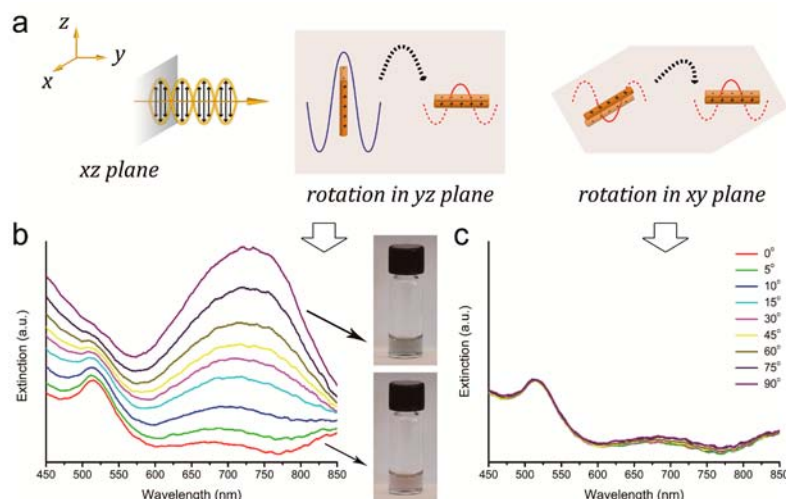 a
z
y
x
xz plane
rotation in yz plane
rotation in xy plane
b
Extinction (a.u.)
450 500 550 600 650 700 750 800 850
Wavelength (nm)
c
Extinction (a.u.)
0°
5°
10°
15°
30°
45°
60°
75°
90°
450 500 550 600 650 700 750 800 850
Wavelength (nm)